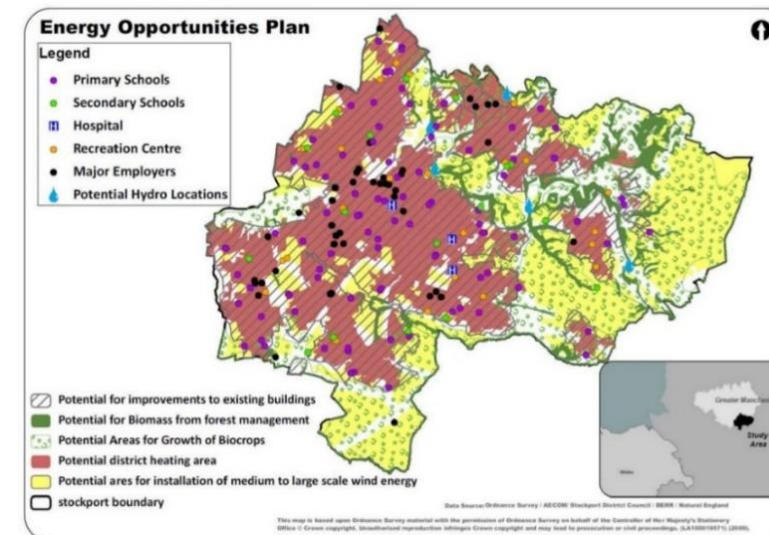 Energy Opportunities Plan
Legend
Primary Schools
Secondary Schools
H Hospital
Recreation Centre
Major Employers
Potential Hydro Locations
H
H
H
Potential for improvements to existing buildings
Potential for Biomass from forest management
Potential Areas for Growth of Biocrops
Potential district heating area
Potential ares for installation of medium to large scale wind energy
stockport boundary
Greater Manches
Study
Area
Wales
Data Source: Ordnance Survey / AECOM/ Stockport District Council / BERR / Natural England
This map is based upon Ordnance Survey material with the permission of Ordnance Survey on behalf of the Controller of Her Majesty's Stationery
Office © Crown copyright. Unauthorised reproduction infringes Crown copyright and may lead to prosecution or civil proceedings. (2009).